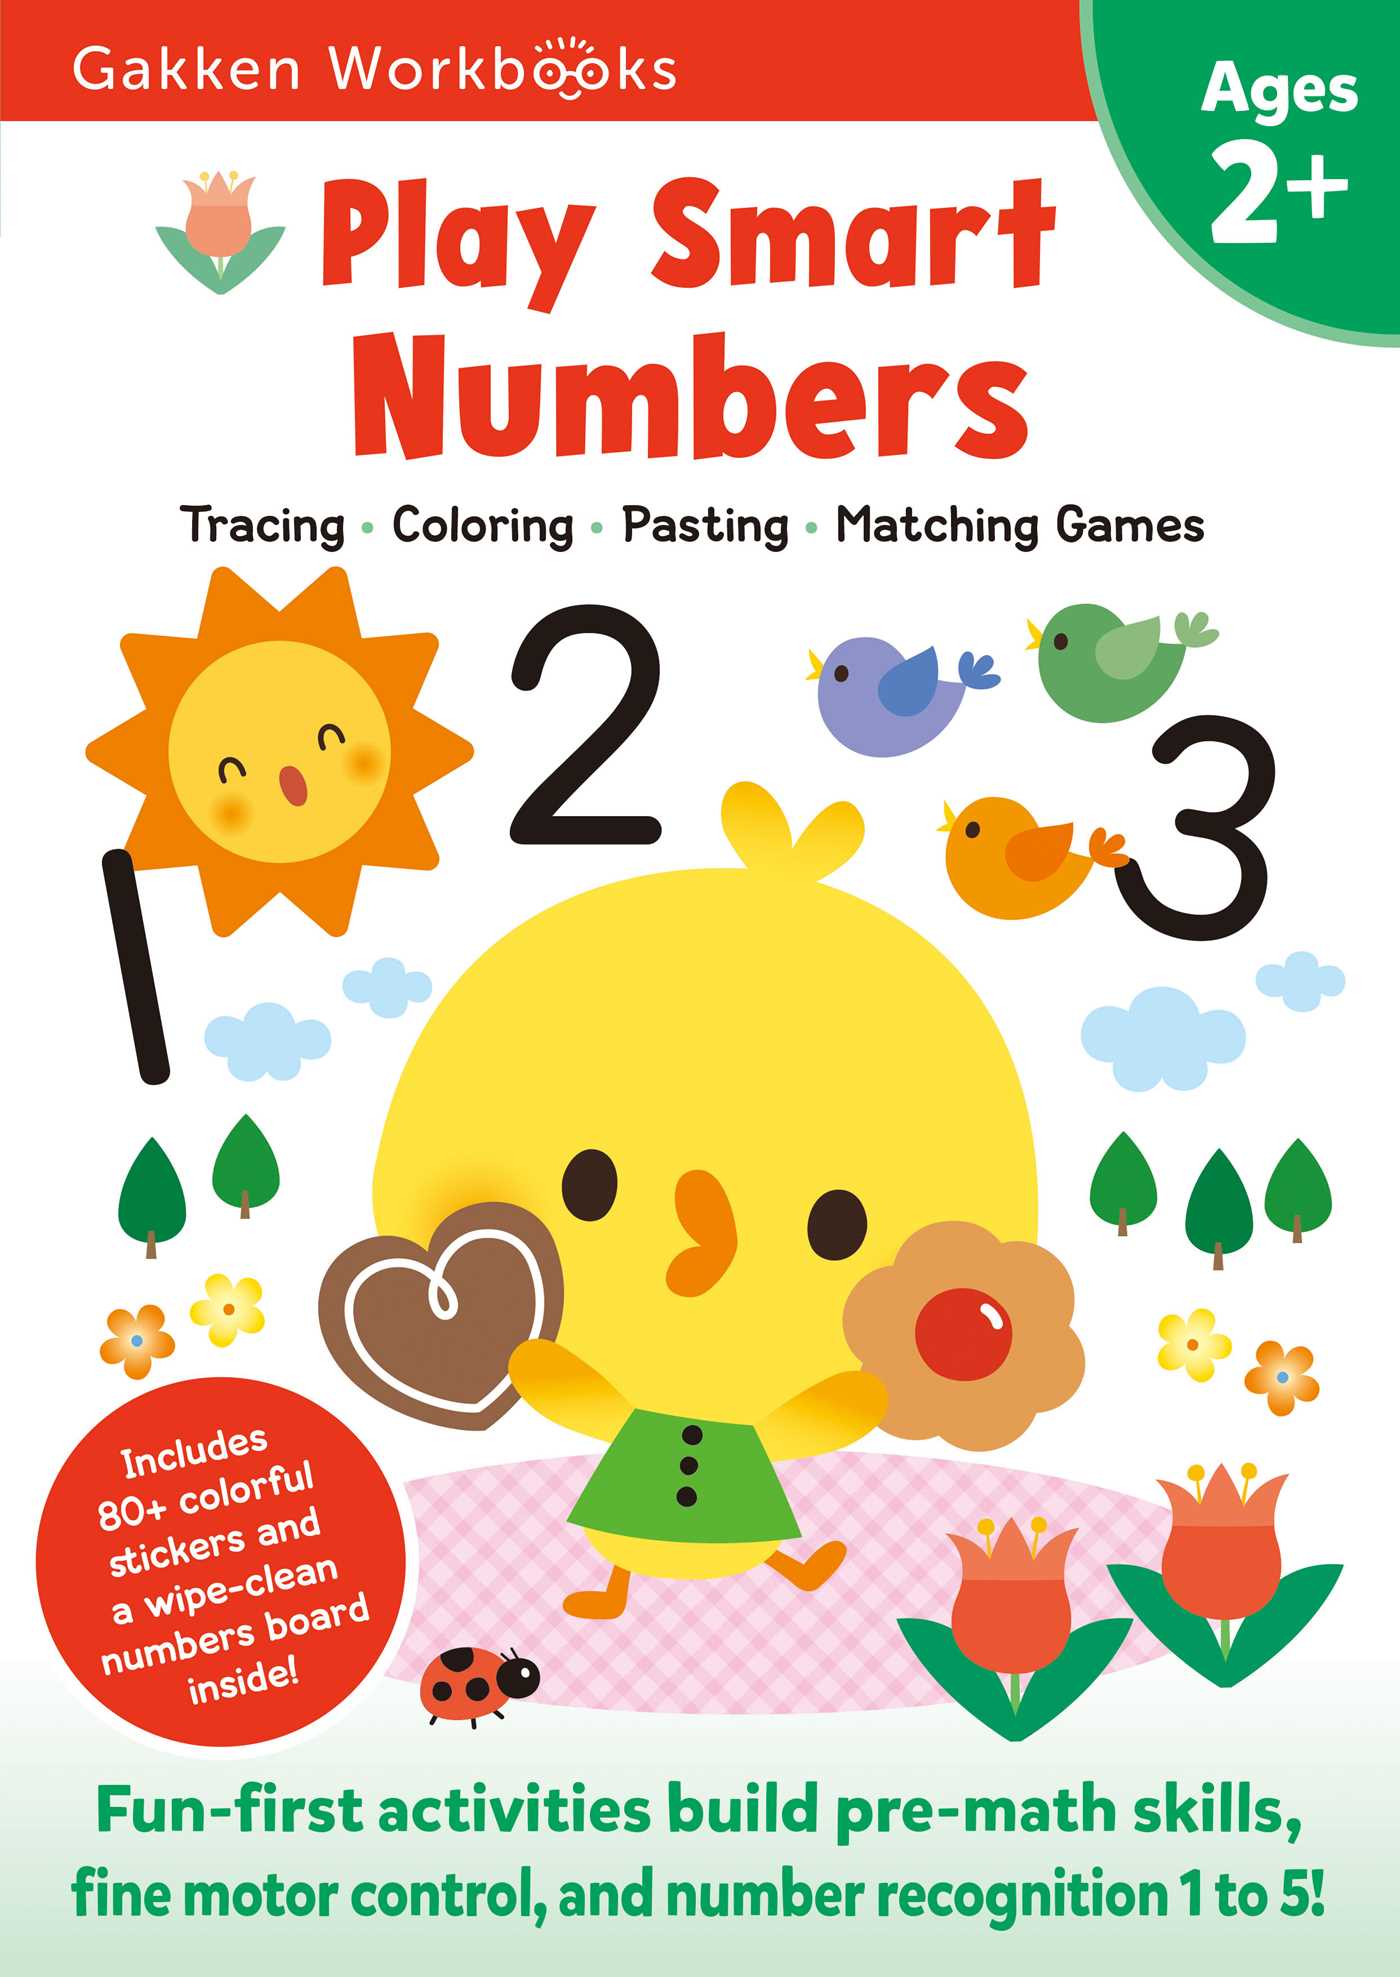 Gakken Workbooks
Ages
2+
Play Smart
Numbers
Tracing • Coloring • Pasting • Matching Games
1
2
3
Includes
80+ colorful
stickers and
a wipe-clean
numbers board
inside!
Fun-first activities build pre-math skills,
fine motor control, and number recognition 1 to 5!